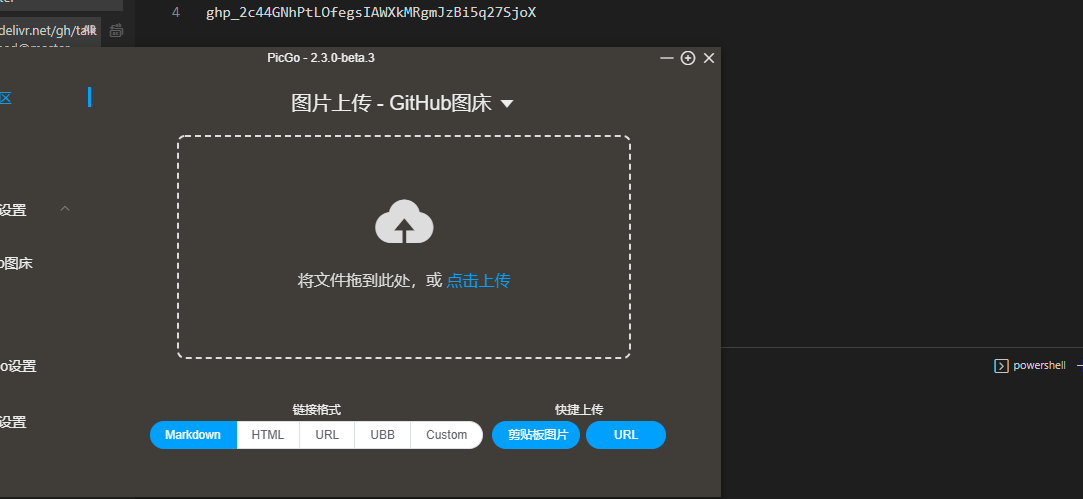 4 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
delivr.net/gh/talk
PicGo - 2.3.0-beta.3
区
图片上传 - GitHub图床
设置
b图床
将文件拖到此处，或 点击上传
o设置
powershell
设置
链接格式 快捷上传
Markdown HTML URL UBB Custom 剪贴板图片 URL